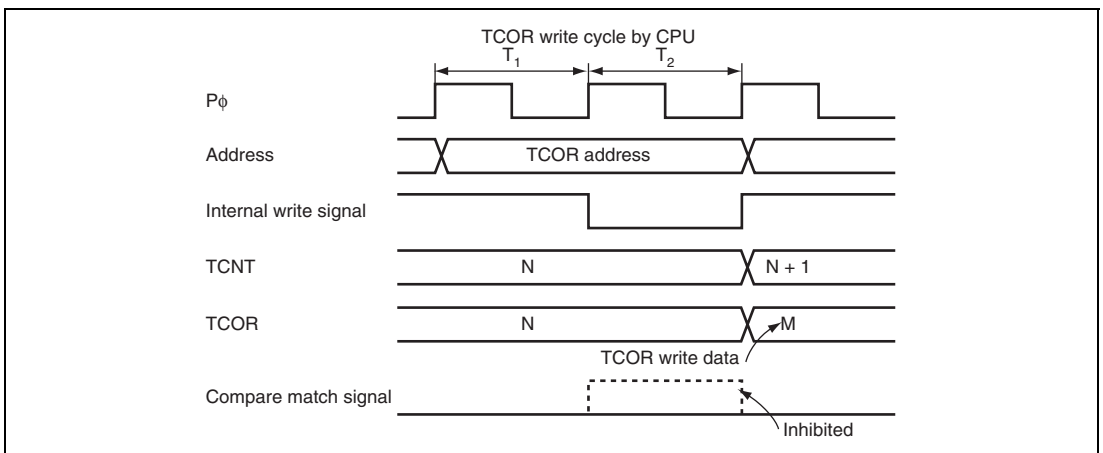 TCOR write cycle by CPU
T1 T2
Pφ
Address TCOR address
Internal write signal
TCNT N N + 1
TCOR N M
TCOR write data
Compare match signal
Inhibited